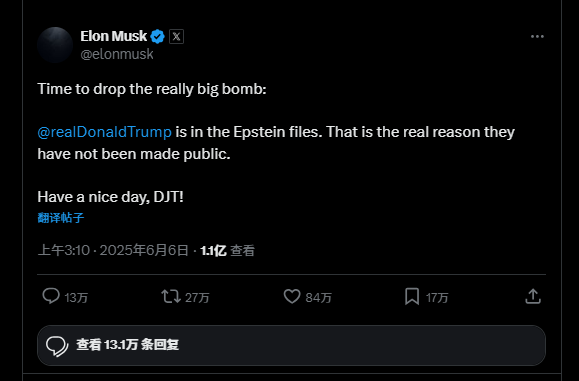 Elon Musk
@elonmusk
Time to drop the really big bomb:
@realDonaldTrump is in the Epstein files. That is the real reason they
have not been made public.
Have a nice day, DJT!
翻译帖子
上午3:10 · 2025年6月6日 · 1.1亿 查看
13万 27万 84万 17万
查看 13.1万 条回复